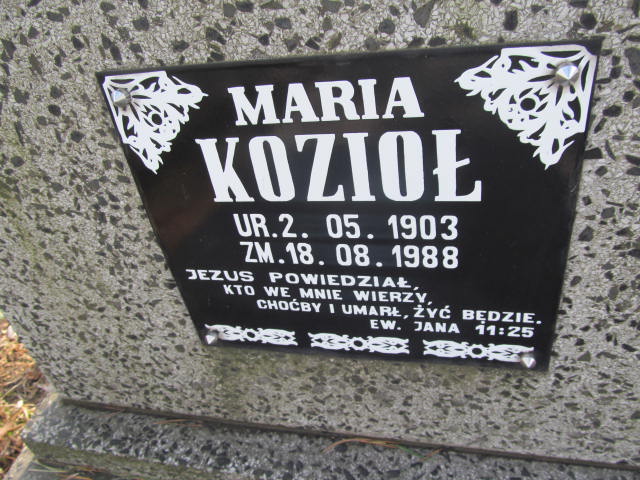 MARIA
KOZIOŁ
UR.2. 05. 1903
ZM.18. 08. 1988
JEZUS POWIEDZIAŁ,
KTO WE MNIE WIERZY,
CHOĆBY I UMARŁ, ŻYĆ BĘDZIE.
EW. JANA 11:25